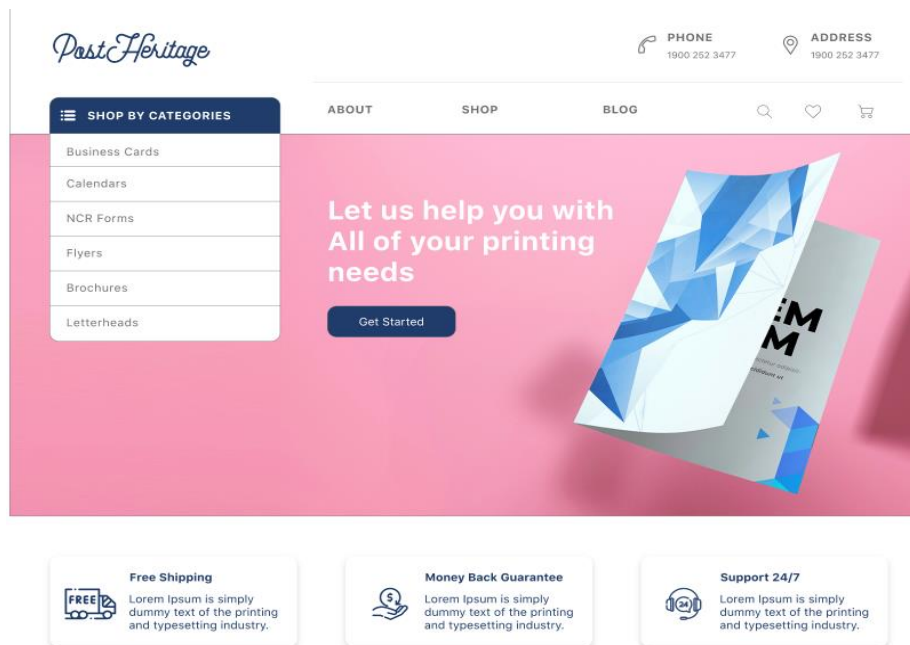 Post Heritage
PHONE
1900 252 3477
ADDRESS
1900 252 3477
SHOP BY CATEGORIES
ABOUT
SHOP
BLOG
Business Cards
Calendars
NCR Forms
Flyers
Brochures
Letterheads
Let us help you with
All of your printing
needs
Get Started
EM
M
FREE
Free Shipping
Lorem Ipsum is simply
dummy text of the printing
and typesetting industry.
$
Money Back Guarantee
Lorem Ipsum is simply
dummy text of the printing
and typesetting industry.
24
Support 24/7
Lorem Ipsum is simply
dummy text of the printing
and typesetting industry.